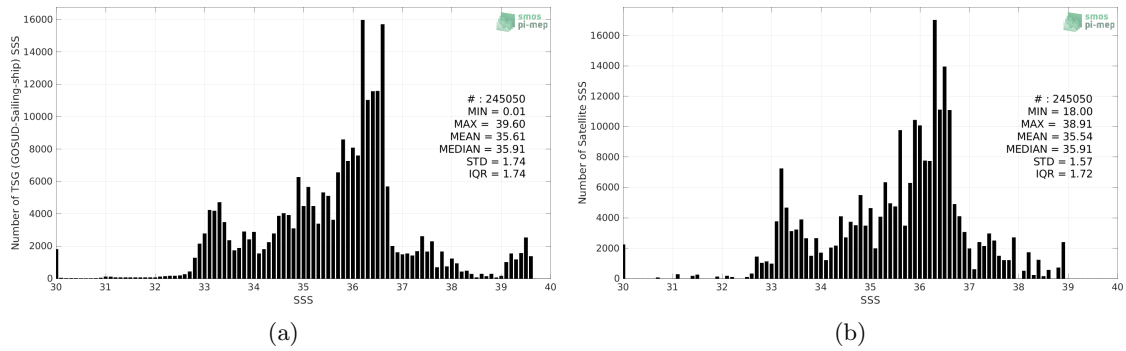 smos
pi-mep
Number of TSG (GOSUD-Sailing-ship) SSS
16000
14000
12000
10000
8000
6000
4000
2000
0
# : 245050
MIN = 0.01
MAX = 39.60
MEAN = 35.61
MEDIAN = 35.91
STD = 1.74
IQR = 1.74
30 31 32 33 34 35 36 37 38 39 40
SSS
(a)
smos
pi-mep
Number of Satellite SSS
16000
14000
12000
10000
8000
6000
4000
2000
0
# : 245050
MIN = 18.00
MAX = 38.91
MEAN = 35.54
MEDIAN = 35.91
STD = 1.57
IQR = 1.72
30 31 32 33 34 35 36 37 38 39 40
SSS
(b)